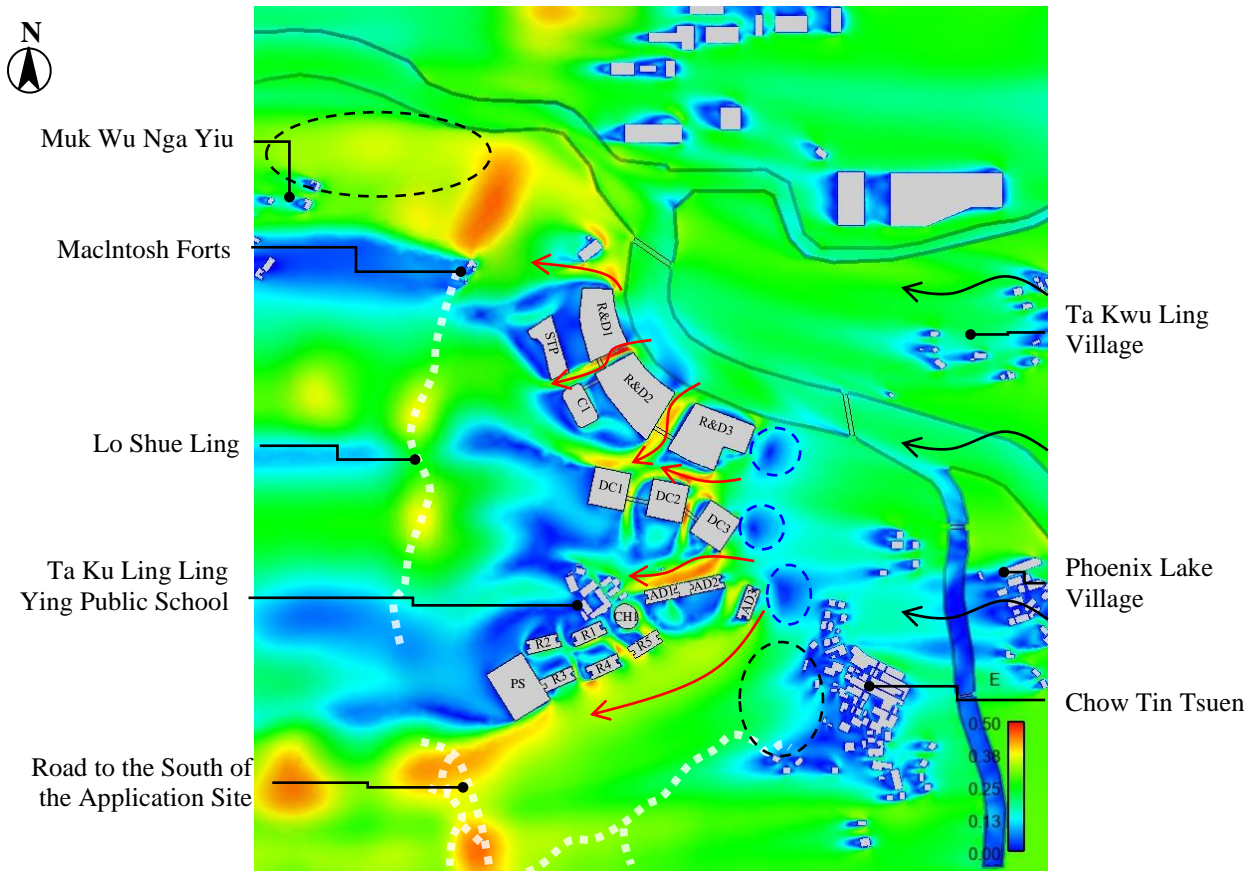 N
Muk Wu Nga Yiu
MacIntosh Forts
Lo Shue Ling
Ta Ku Ling Ling
Ying Public School
Road to the South of
the Application Site
R&D1
STP
R&D2
C1
R&D3
DC1
DC2
DC3
AD1
AD2
AD3
CH1
R1
R2
R5
R4
R3
PS
Ta Kwu Ling
Village
Phoenix Lake
Village
Chow Tin Tsuen
E
0.50
0.38
0.25
0.13
0.00